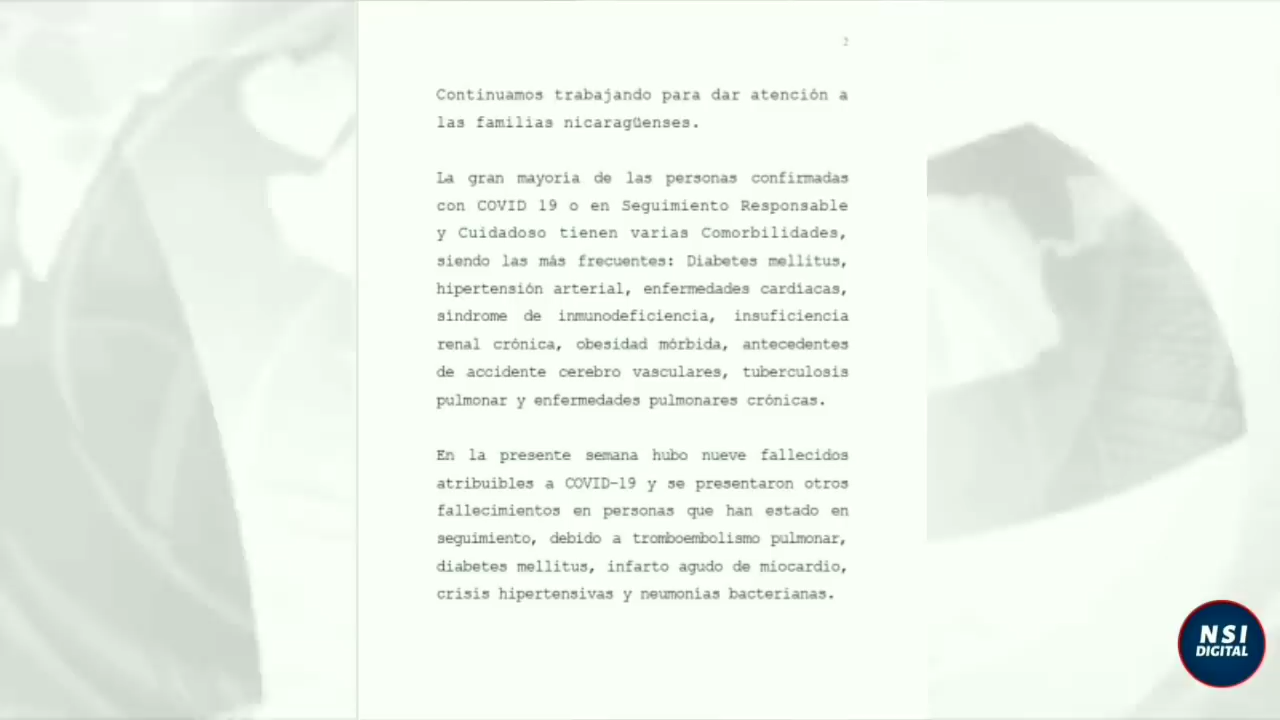 2
Continuamos trabajando para dar atención a
las familias nicaragüenses.
La gran mayoría de las personas confirmadas
con COVID 19 o en Seguimiento Responsable
y Cuidadoso tienen varias Comorbilidades,
siendo las más frecuentes: Diabetes mellitus,
hipertensión arterial, enfermedades cardíacas,
síndrome de inmunodeficiencia, insuficiencia
renal crónica, obesidad mórbida, antecedentes
de accidente cerebro vasculares, tuberculosis
pulmonar y enfermedades pulmonares crónicas.
En la presente semana hubo nueve fallecidos
atribuibles a COVID-19 y se presentaron otros
fallecimientos en personas que han estado en
seguimiento, debido a tromboembolismo pulmonar,
diabetes mellitus, infarto agudo de miocardio,
crisis hipertensivas y neumonías bacterianas.
NSI
DIGITAL